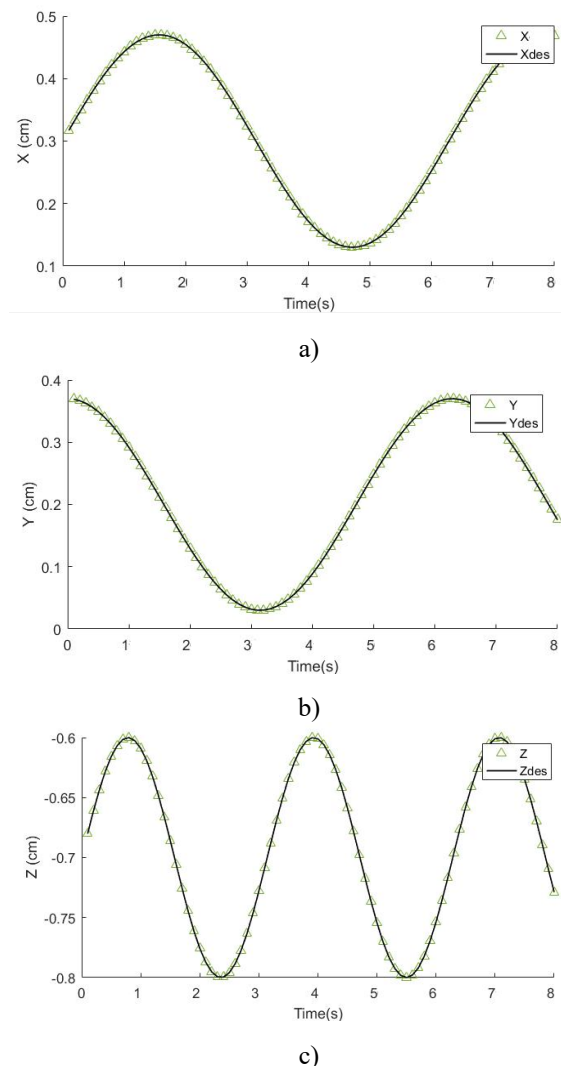 0.5
X
Xdes
0.4
X (cm)
0.3
0.2
0.1
0 1 2 3 4 5 6 7 8
Time(s)
a)
0.4
Y
Ydes
0.3
Y (cm)
0.2
0.1
0
0 1 2 3 4 5 6 7 8
Time(s)
b)
-0.6
Z
Zdes
-0.65
Z (cm)
-0.7
-0.75
-0.8
0 1 2 3 4 5 6 7 8
Time(s)
c)